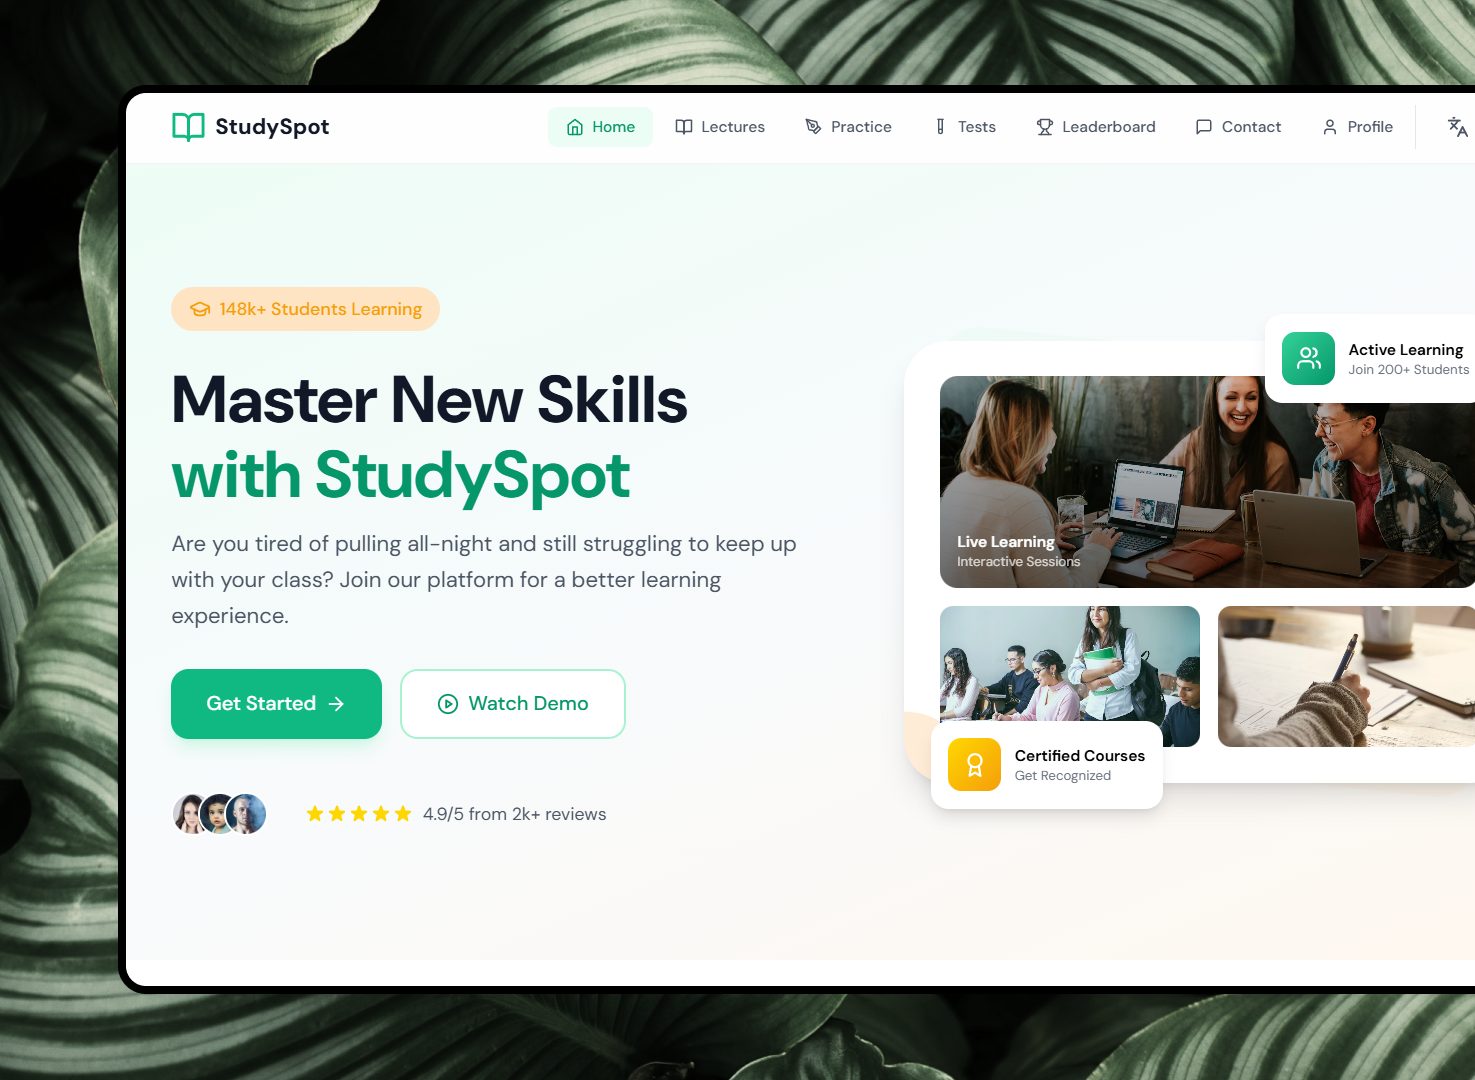 StudySpot
Home
Lectures
Practice
Tests
Leaderboard
Contact
Profile
148k+ Students Learning
Master New Skills
with StudySpot
Are you tired of pulling all-night and still struggling to keep up
with your class? Join our platform for a better learning
experience.
Get Started
Watch Demo
4.9/5 from 2k+ reviews
Active Learning
Join 200+ Students
Live Learning
Interactive Sessions
Certified Courses
Get Recognized